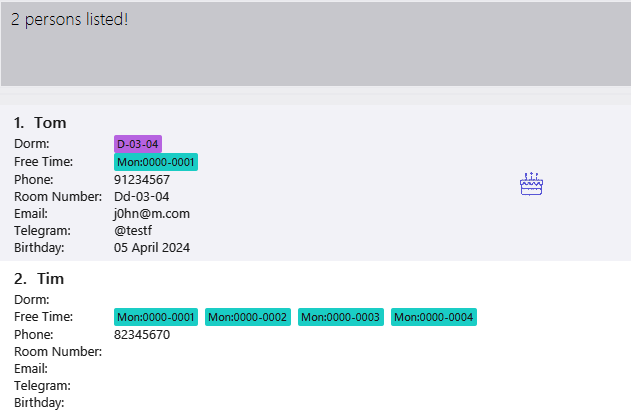 2 persons listed!
1. Tom
Dorm: D-03-04
Free Time: Mon:0000-0001
Phone: 91234567
Room Number: Dd-03-04
Email: j0hn@m.com
Telegram: @testf
Birthday: 05 April 2024
2. Tim
Dorm:
Free Time: Mon:0000-0001 Mon:0000-0002 Mon:0000-0003 Mon:0000-0004
Phone: 82345670
Room Number:
Email:
Telegram:
Birthday: